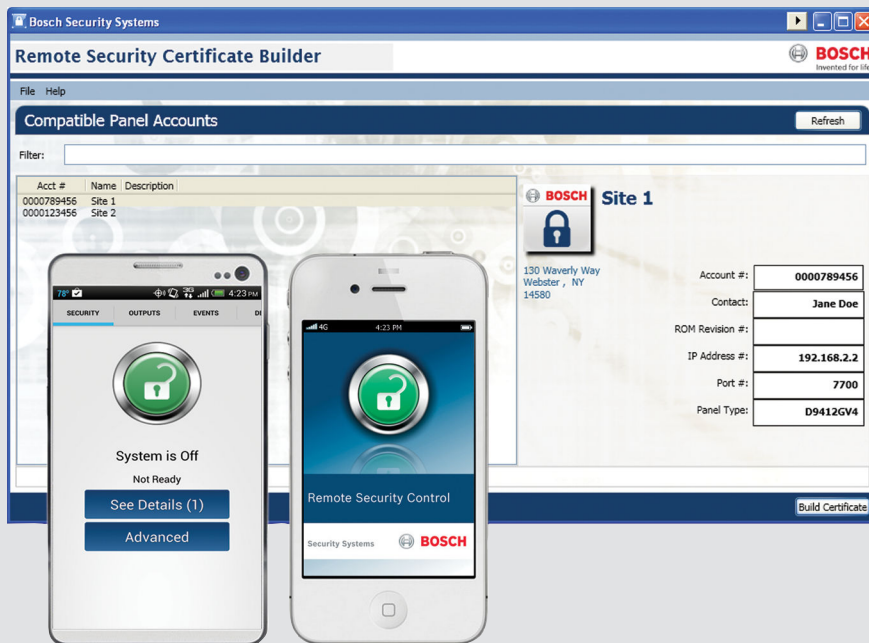 Bosch Security Systems
Remote Security Certificate Builder
BOSCH
Invented for life
File Help
Compatible Panel Accounts
Refresh
Filter:
Acct # Name Description
0000789456 Site 1
0000123456 Site 2
BOSCH
Site 1
130 Waverly Way
Webster , NY
14580
Account #: 0000789456
Contact: Jane Doe
ROM Revision #:
IP Address #: 192.168.2.2
Port #: 7700
Panel Type: D9412GV4
Build Certificate
78° 3G 4:23 PM
SECURITY OUTPUTS EVENTS
System is Off
Not Ready
See Details (1)
Advanced
4G 4:23 PM
Remote Security Control
Security Systems BOSCH